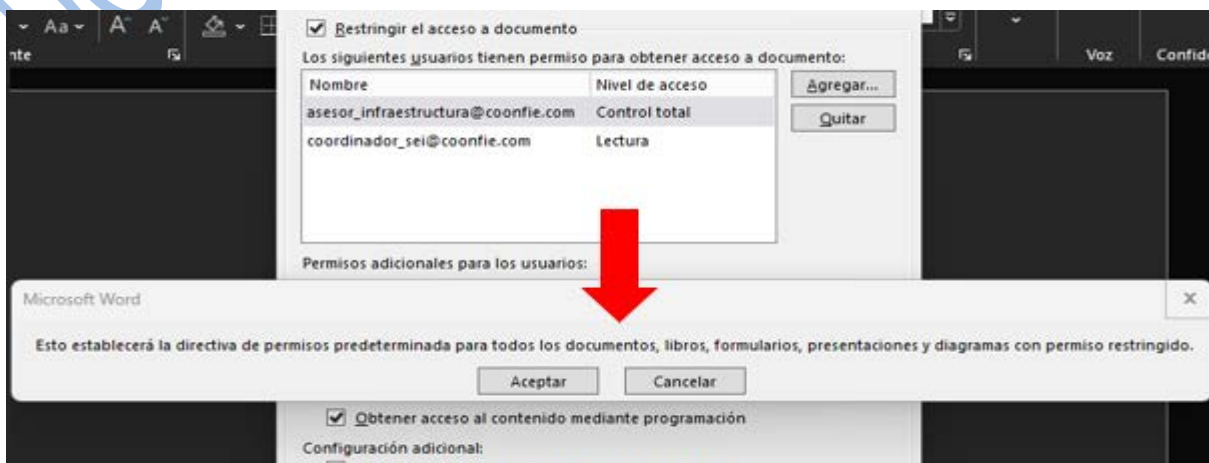 Aa A A
nte Voz Confide
Restringir el acceso a documento
Los siguientes usuarios tienen permiso para obtener acceso a documento:
Nombre Nivel de acceso Agregar...
asesor_infraestructura@coonfie.com Control total Quitar
coordinador_sei@coonfie.com Lectura
Permisos adicionales para los usuarios:
Microsoft Word
Esto establecerá la directiva de permisos predeterminada para todos los documentos, libros, formularios, presentaciones y diagramas con permiso restringido.
Aceptar Cancelar
Obtener acceso al contenido mediante programación
Configuración adicional: